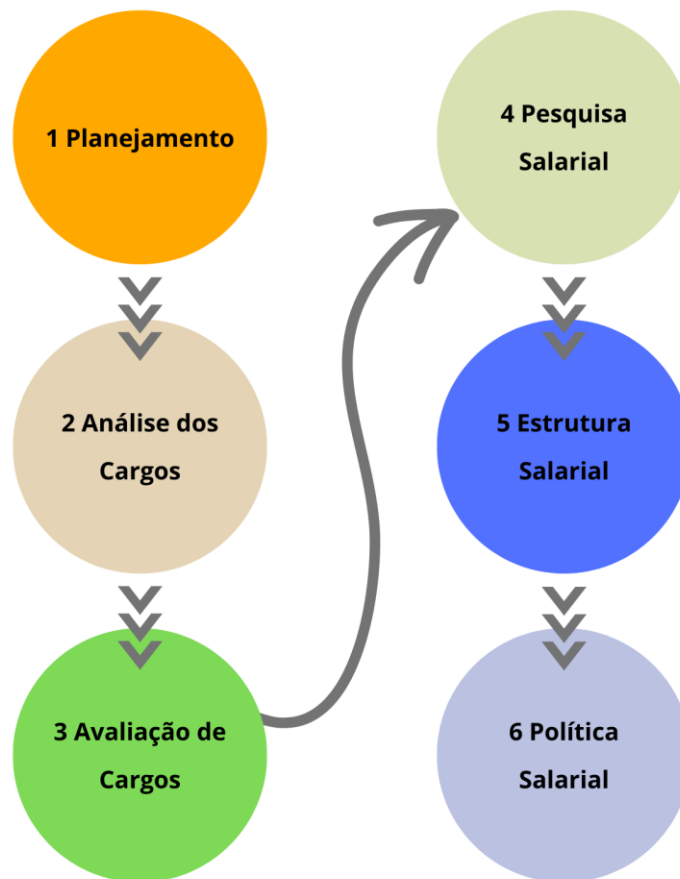 1 Planejamento
2 Análise dos
Cargos
3 Avaliação de
Cargos
4 Pesquisa
Salarial
5 Estrutura
Salarial
6 Política
Salarial